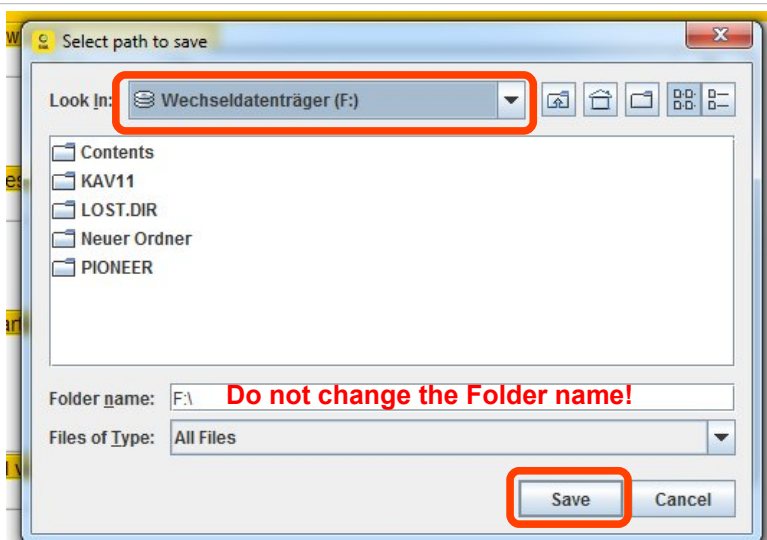 Select path to save
Look In: Wechseldatenträger (F:)
Contents
KAV11
LOST.DIR
Neuer Ordner
PIONEER
Folder name: F:\ Do not change the Folder name!
Files of Type: All Files
Save Cancel